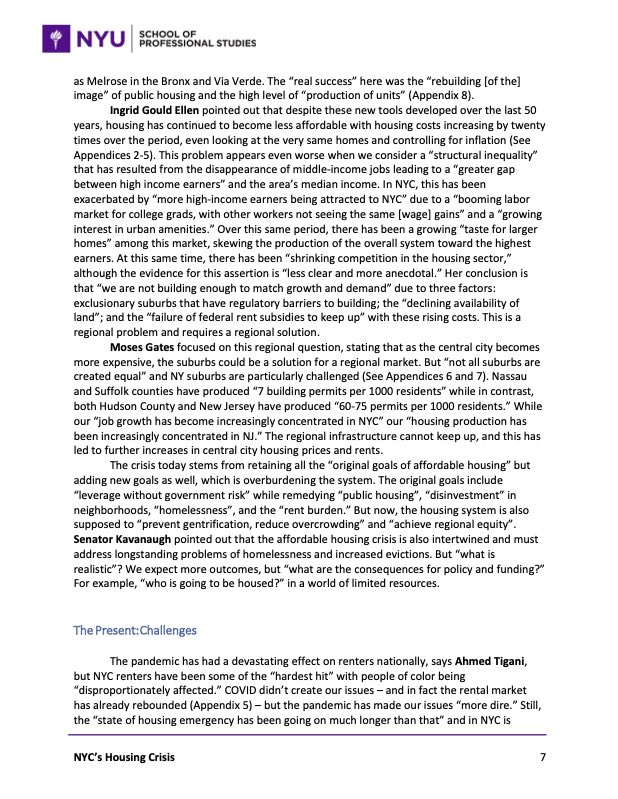 NYU
SCHOOL OF
PROFESSIONAL STUDIES
as Melrose in the Bronx and Via Verde. The “real success” here was the “rebuilding [of the]
image” of public housing and the high level of “production of units” (Appendix 8).
Ingrid Gould Ellen pointed out that despite these new tools developed over the last 50
years, housing has continued to become less affordable with housing costs increasing by twenty
times over the period, even looking at the very same homes and controlling for inflation (See
Appendices 2-5). This problem appears even worse when we consider a “structural inequality”
that has resulted from the disappearance of middle-income jobs leading to a “greater gap
between high income earners” and the area’s median income. In NYC, this has been
exacerbated by “more high-income earners being attracted to NYC” due to a “booming labor
market for college grads, with other workers not seeing the same [wage] gains” and a “growing
interest in urban amenities.” Over this same period, there has been a growing “taste for larger
homes” among this market, skewing the production of the overall system toward the highest
earners. At this same time, there has been “shrinking competition in the housing sector,”
although the evidence for this assertion is “less clear and more anecdotal.” Her conclusion is
that “we are not building enough to match growth and demand” due to three factors:
exclusionary suburbs that have regulatory barriers to building; the “declining availability of
land”; and the “failure of federal rent subsidies to keep up” with these rising costs. This is a
regional problem and requires a regional solution.
Moses Gates focused on this regional question, stating that as the central city becomes
more expensive, the suburbs could be a solution for a regional market. But “not all suburbs are
created equal” and NY suburbs are particularly challenged (See Appendices 6 and 7). Nassau
and Suffolk counties have produced “7 building permits per 1000 residents” while in contrast,
both Hudson County and New Jersey have produced “60-75 permits per 1000 residents.” While
our “job growth has become increasingly concentrated in NYC” our “housing production has
been increasingly concentrated in NJ.” The regional infrastructure cannot keep up, and this has
led to further increases in central city housing prices and rents.
The crisis today stems from retaining all the “original goals of affordable housing” but
adding new goals as well, which is overburdening the system. The original goals include
“leverage without government risk” while remedying “public housing”, “disinvestment” in
neighborhoods, “homelessness”, and the “rent burden.” But now, the housing system is also
supposed to “prevent gentrification, reduce overcrowding” and “achieve regional equity”.
Senator Kavanaugh pointed out that the affordable housing crisis is also intertwined and must
address longstanding problems of homelessness and increased evictions. But “what is
realistic”? We expect more outcomes, but “what are the consequences for policy and funding?”
For example, “who is going to be housed?” in a world of limited resources.
The Present: Challenges
The pandemic has had a devastating effect on renters nationally, says Ahmed Tigani,
but NYC renters have been some of the “hardest hit” with people of color being
“disproportionately affected.” COVID didn’t create our issues – and in fact the rental market
has already rebounded (Appendix 5) – but the pandemic has made our issues “more dire.” Still,
the “state of housing emergency has been going on much longer than that” and in NYC is
NYC’s Housing Crisis 7